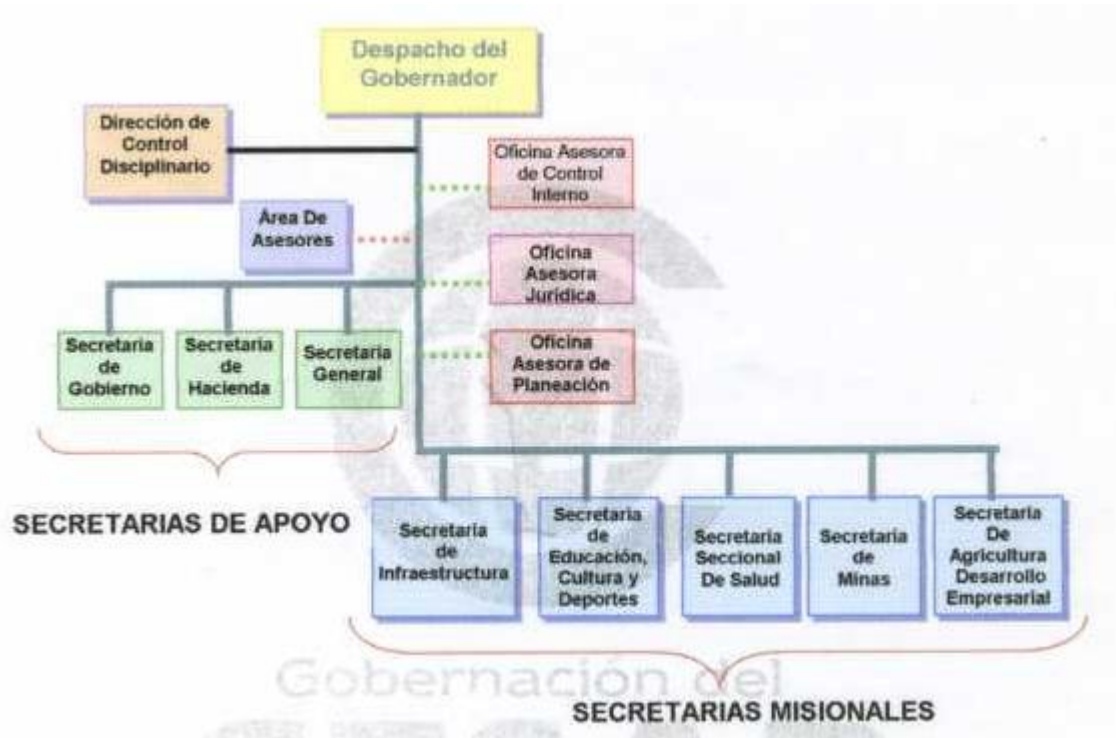 Despacho del
Gobernador
Dirección de
Control
Disciplinario
Oficina Asesora
de Control
Interno
Área De
Asesores
Oficina
Asesora
Jurídica
Secretaria
de
Gobierno
Secretaria
de
Hacienda
Secretaria
General
Oficina
Asesora de
Planeación
SECRETARIAS DE APOYO
Secretaria
de
Infraestructura
Secretaria
de
Educación,
Cultura y
Deportes
Secretaria
Seccional
De Salud
Secretaria
de
Minas
Secretaria
De
Agricultura
Desarrollo
Empresarial
Gobernación del
SECRETARIAS MISIONALES